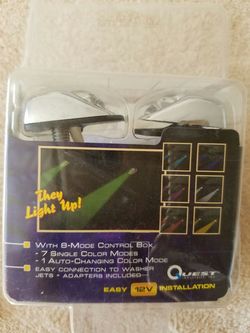 They
Light Up!
WITH 8-MODE CONTROL BOX
- 7 SINGLE COLOR MODES
- 1 AUTO-CHANGING COLOR MODE
EASY CONNECTION TO WASHER
JETS • ADAPTERS INCLUDED
QUEST
EASY 12V INSTALLATION